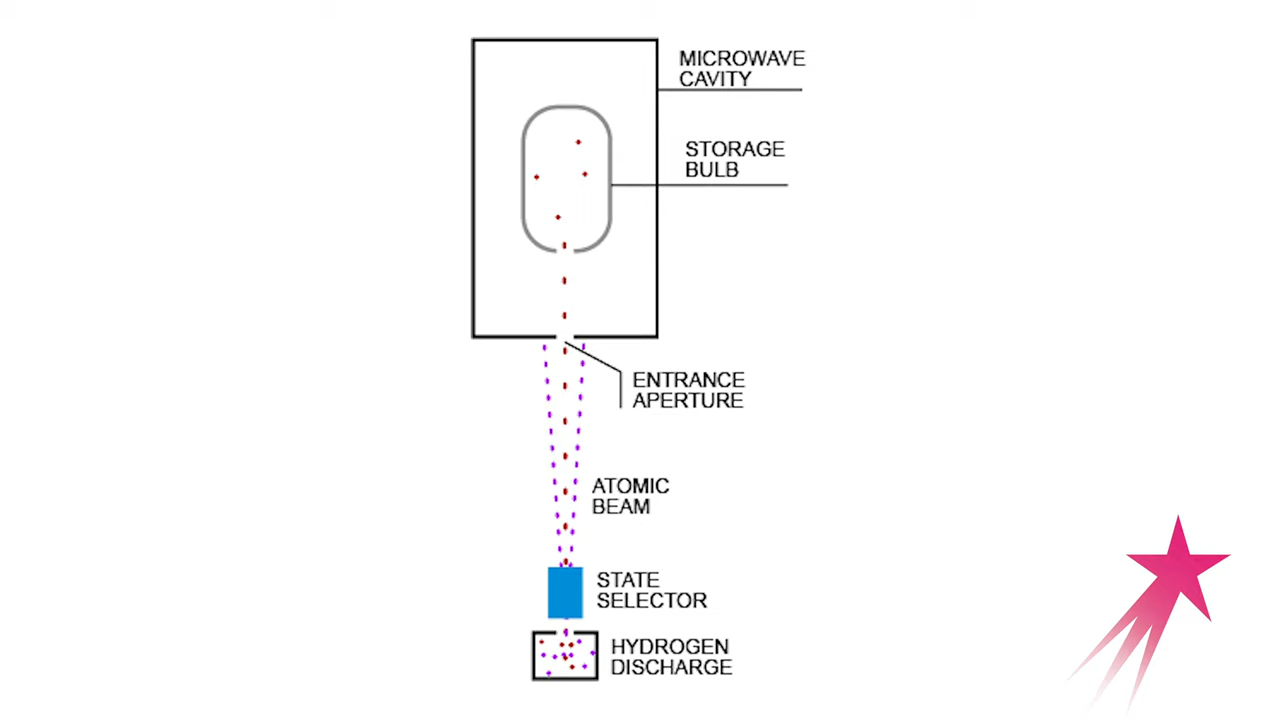 MICROWAVE
CAVITY
STORAGE
BULB
ENTRANCE
APERTURE
ATOMIC
BEAM
STATE
SELECTOR
HYDROGEN
DISCHARGE